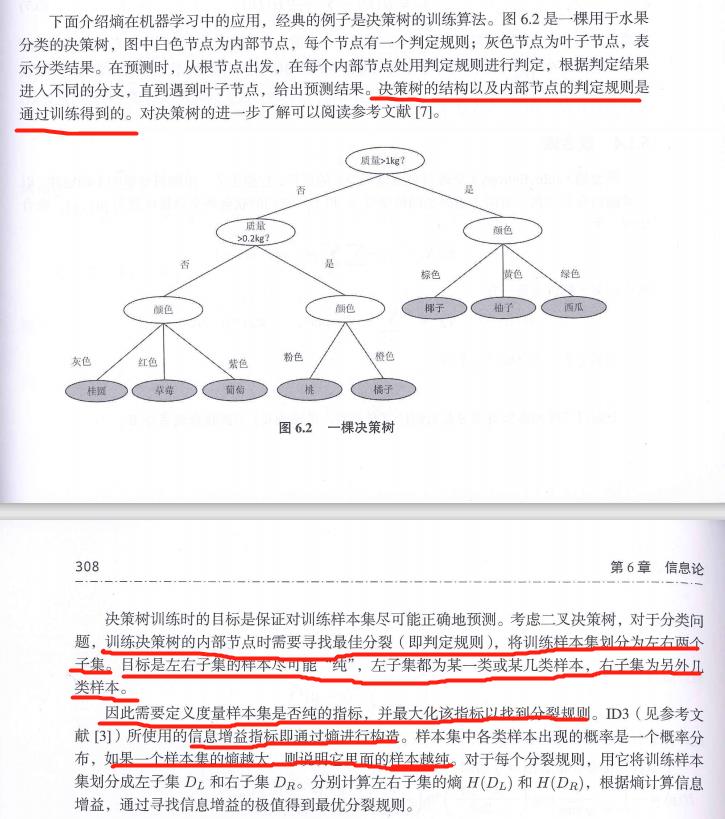 下面介绍熵在机器学习中的应用，经典的例子是决策树的训练算法。图 6.2 是一棵用于水果
分类的决策树，图中白色节点为内部节点，每个节点有一个判定规则；灰色节点为叶子节点，表
示分类结果。在预测时，从根节点出发，在每个内部节点处用判定规则进行判定，根据判定结果
进入不同的分支，直到遇到叶子节点，给出预测结果。决策树的结构以及内部节点的判定规则是
通过训练得到的。对决策树的进一步了解可以阅读参考文献 [7]。
质量>1kg？
否
是
质量
>0.2kg？
颜色
否
是
棕色
黄色
绿色
颜色
颜色
椰子
柚子
西瓜
灰色
红色
紫色
粉色
橙色
桂圆
草莓
葡萄
桃
橘子
图 6.2 一棵决策树
308
第 6 章 信息论
决策树训练时的目标是保证对训练样本集尽可能正确地预测。考虑二叉决策树，对于分类问
题，训练决策树的内部节点时需要寻找最佳分裂（即判定规则），将训练样本集划分为左右两个
子集。目标是左右子集的样本尽可能“纯”，左子集都为某一类或某几类样本，右子集为另外几
类样本。
因此需要定义度量样本集是否纯的指标，并最大化该指标以找到分裂规则。ID3（见参考文
献 [3]）所使用的信息增益指标即通过熵进行构造。样本集中各类样本出现的概率是一个概率分
布，如果一个样本集的熵越大，则说明它里面的样本越纯。对于每个分裂规则，用它将训练样本
集划分成左子集 D_L 和右子集 D_R。分别计算左右子集的熵 H(D_L) 和 H(D_R)，根据熵计算信息
增益，通过寻找信息增益的极值得到最优分裂规则。